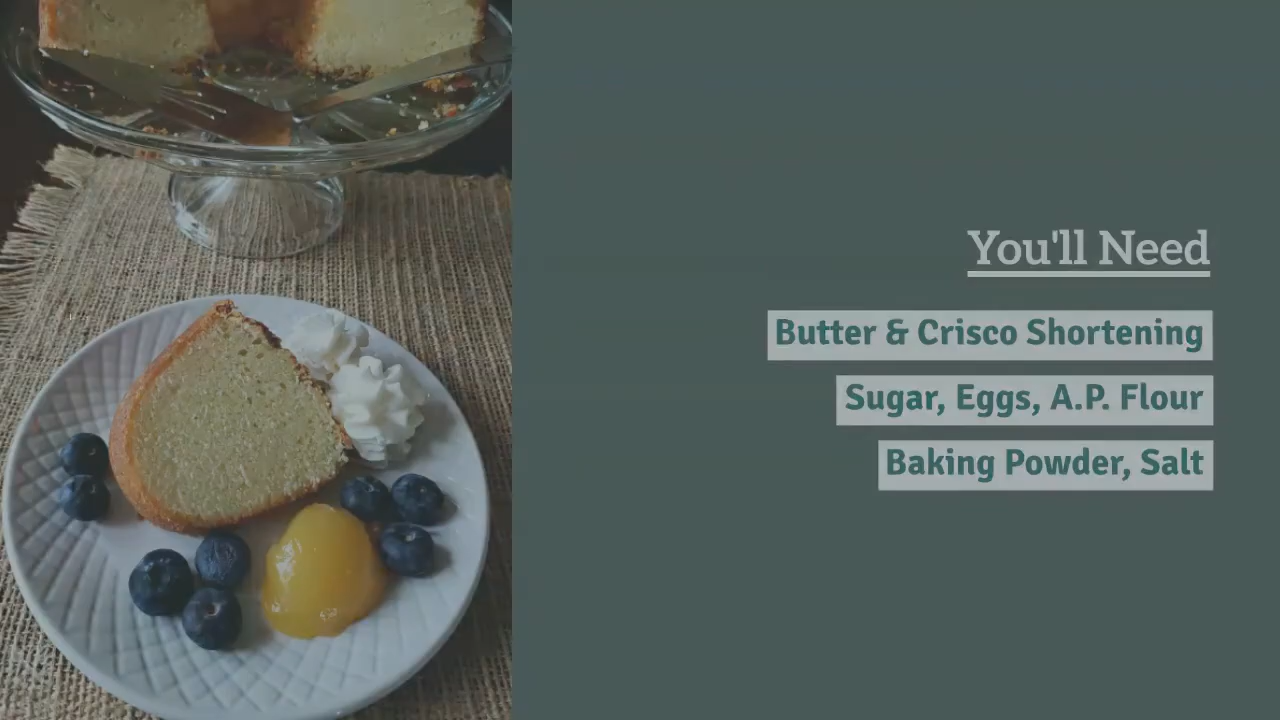 You'll Need
Butter & Crisco Shortening
Sugar, Eggs, A.P. Flour
Baking Powder, Salt